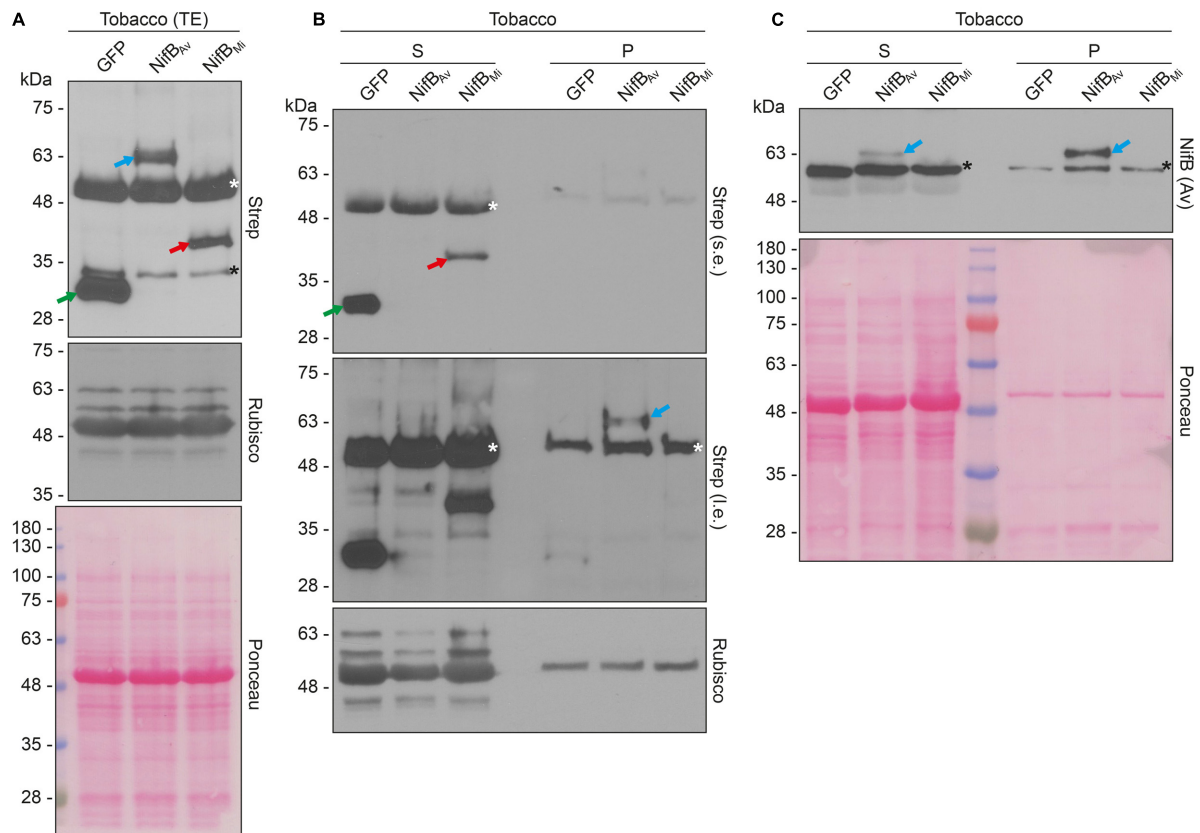 A
Tobacco (TE)
GFP NifBAv NifBMi
kDa
75 -
63 -
48 -
35 -
28 -
*
*
Strep
75 -
63 -
48 -
35 -
Rubisco
180 -
130 -
100 -
75 -
63 -
48 -
35 -
28 -
Ponceau
B
Tobacco
S P
GFP NifBAv NifBMi GFP NifBAv NifBMi
kDa
75 -
63 -
48 -
35 -
28 -
*
Strep (s.e.)
75 -
63 -
48 -
35 -
28 -
* *
Strep (l.e.)
63 -
48 -
Rubisco
C
Tobacco
S P
GFP NifBAv NifBMi GFP NifBAv NifBMi
kDa
63 -
48 -
* *
NifB (Av)
180 -
130 -
100 -
75 -
63 -
48 -
35 -
28 -
Ponceau